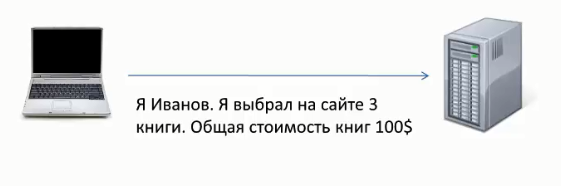 Я Иванов. Я выбрал на сайте 3
книги. Общая стоимость книг 100$